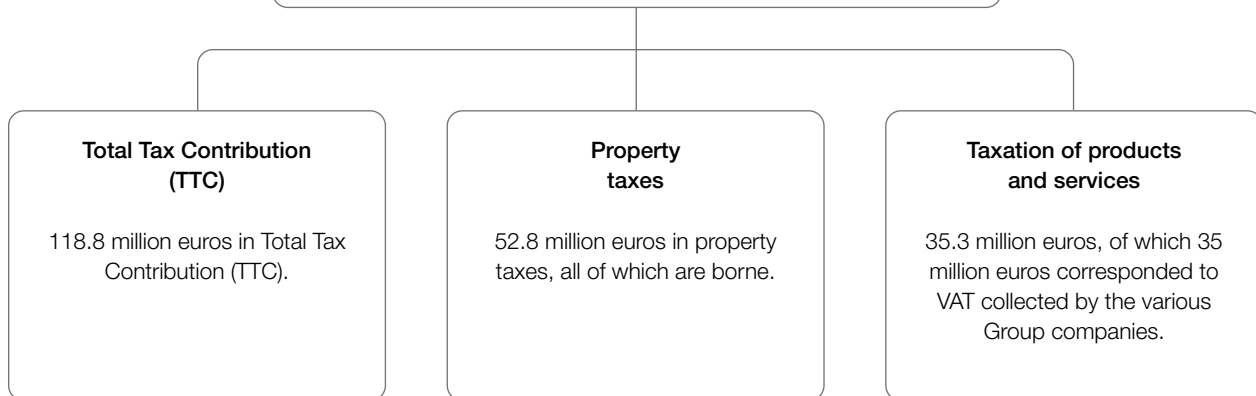 Total Tax Contribution
(TTC)
118.8 million euros in Total Tax
Contribution (TTC).
Property
taxes
52.8 million euros in property
taxes, all of which are borne.
Taxation of products
and services
35.3 million euros, of which 35
million euros corresponded to
VAT collected by the various
Group companies.